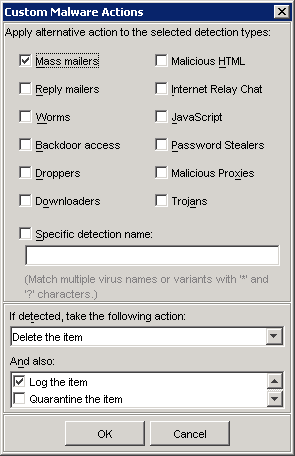 Custom Malware Actions
Apply alternative action to the selected detection types:
Mass mailers
Malicious HTML
Reply mailers
Internet Relay Chat
Worms
JavaScript
Backdoor access
Password Stealers
Droppers
Malicious Proxies
Downloaders
Trojans
Specific detection name:
(Match multiple virus names or variants with '*' and
'?' characters.)
If detected, take the following action:
Delete the item
And also:
Log the item
Quarantine the item
OK
Cancel